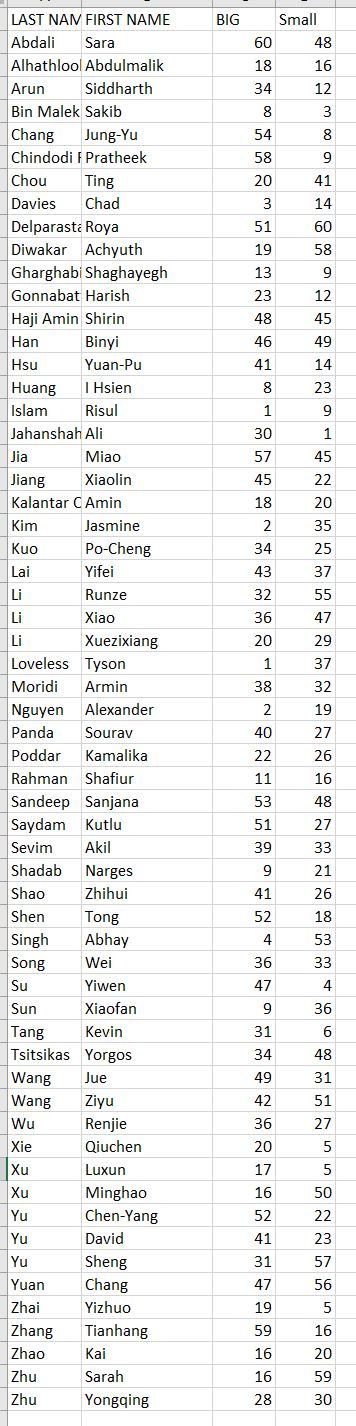 LAST NAM FIRST NAME BIG Small
Abdali Sara 60 48
Alhathlool Abdulmalik 18 16
Arun Siddharth 34 12
Bin Malek Sakib 8 3
Chang Jung-Yu 54 8
Chindodi Pratheek 58 9
Chou Ting 20 41
Davies Chad 3 14
Delparasta Roya 51 60
Diwakar Achyuth 19 58
Gharghabi Shaghayegh 13 9
Gonnabat Harish 23 12
Haji Amin Shirin 48 45
Han Binyi 46 49
Hsu Yuan-Pu 41 14
Huang I Hsien 8 23
Islam Risul 1 9
Jahanshah Ali 30 1
Jia Miao 57 45
Jiang Xiaolin 45 22
Kalantar C Amin 18 20
Kim Jasmine 2 35
Kuo Po-Cheng 34 25
Lai Yifei 43 37
Li Runze 32 55
Li Xiao 36 47
Li Xuezixiang 20 29
Loveless Tyson 1 37
Moridi Armin 38 32
Nguyen Alexander 2 19
Panda Sourav 40 27
Poddar Kamalika 22 26
Rahman Shafiur 11 16
Sandeep Sanjana 53 48
Saydam Kutlu 51 27
Sevim Akil 39 33
Shadab Narges 9 21
Shao Zhihui 41 26
Shen Tong 52 18
Singh Abhay 4 53
Song Wei 36 33
Su Yiwen 47 4
Sun Xiaofan 9 36
Tang Kevin 31 6
Tsitsikas Yorgos 34 48
Wang Jue 49 31
Wang Ziyu 42 51
Wu Renjie 36 27
Xie Qiuchen 20 5
Xu Luxun 17 5
Xu Minghao 16 50
Yu Chen-Yang 52 22
Yu David 41 23
Yu Sheng 31 57
Yuan Chang 47 56
Zhai Yizhuo 19 5
Zhang Tianhang 59 16
Zhao Kai 16 20
Zhu Sarah 16 59
Zhu Yongqing 28 30